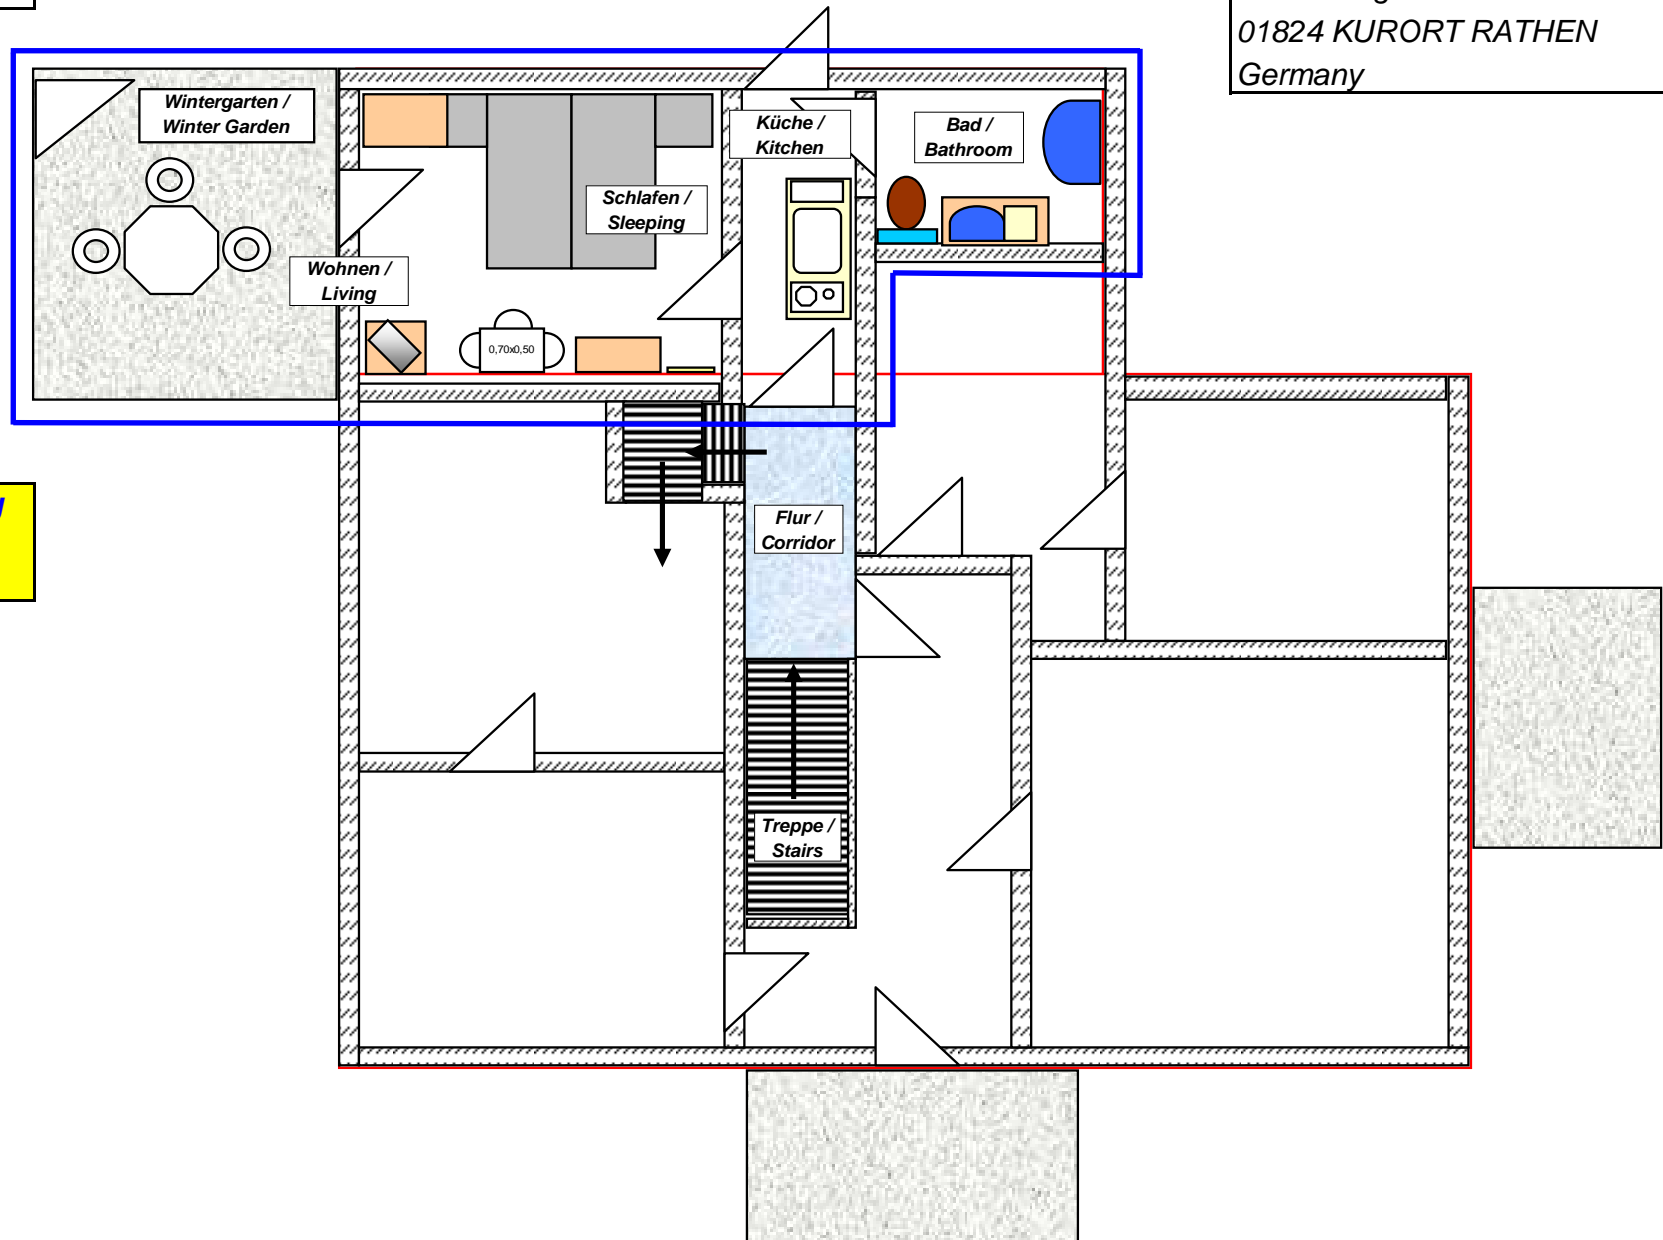 01824 KURORT RATHEN
Germany
Wintergarten /
Winter Garden
Küche /
Kitchen
Bad /
Bathroom
Schlafen /
Sleeping
Wohnen /
Living
0,70x0,50
Flur /
Corridor
Treppe /
Stairs